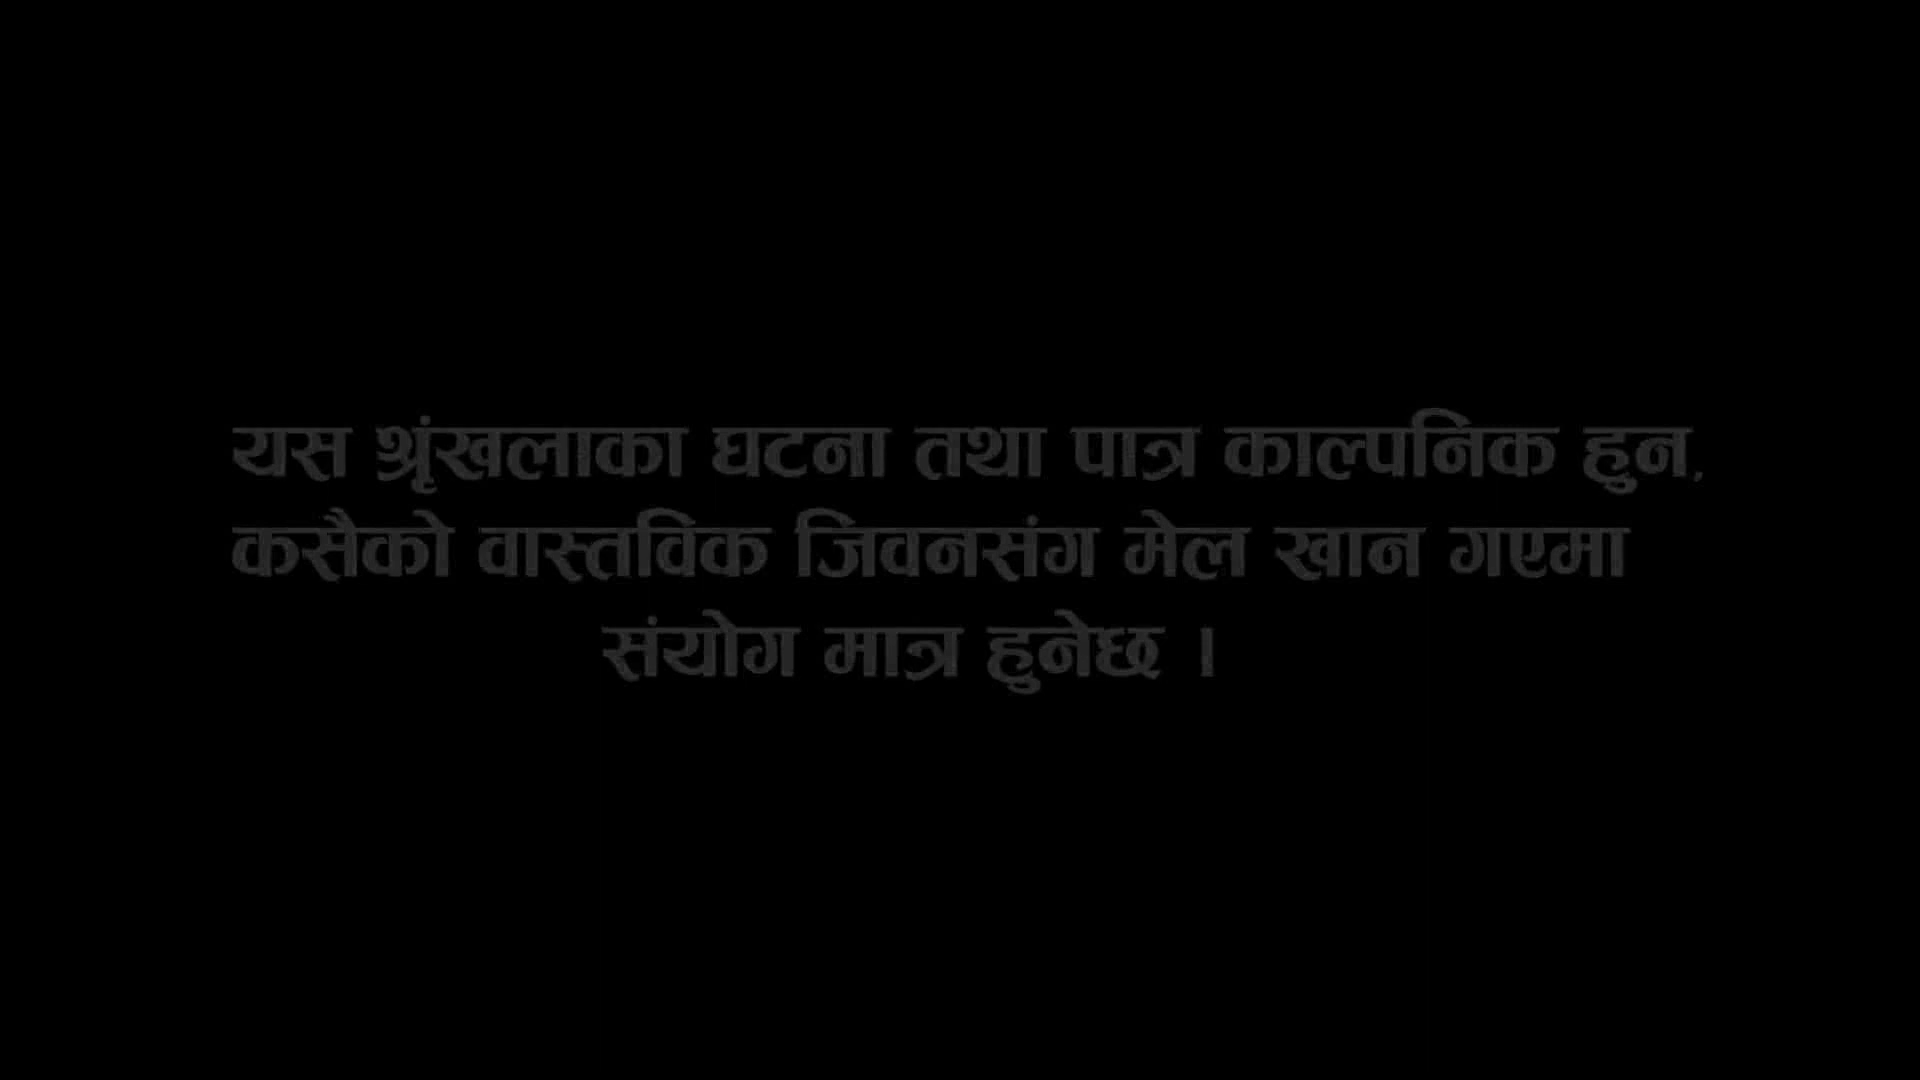 यस श्रृंखलाका घटना तथा पात्र काल्पनिक हुन,
कसैको वास्तविक जिवनसंग मेल खान गएमा
संयोग मात्र हुनेछ ।